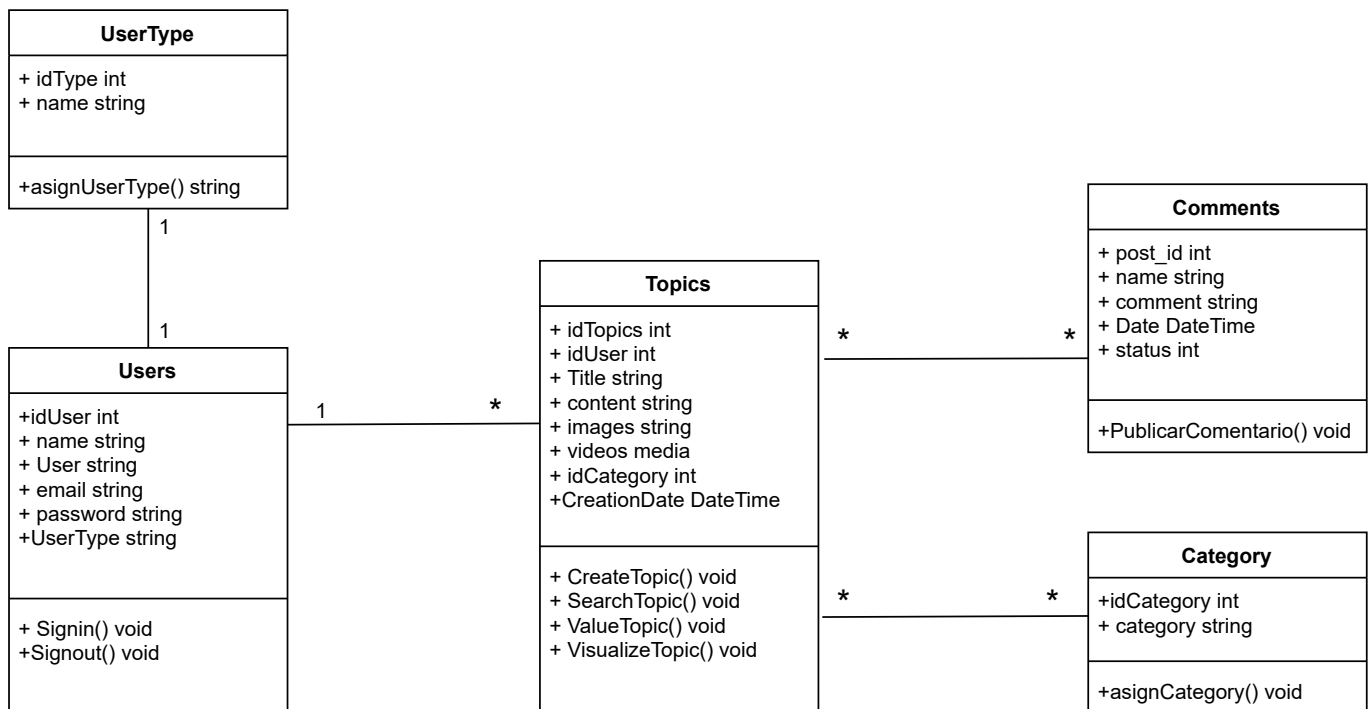 UserType
+ idType int
+ name string
+asignUserType() string
1
1
Users
+idUser int
+ name string
+ User string
+ email string
+ password string
+UserType string
+ Signin() void
+Signout() void
1
*
Topics
+ idTopics int
+ idUser int
+ Title string
+ content string
+ images string
+ videos media
+ idCategory int
+CreationDate DateTime
+ CreateTopic() void
+ SearchTopic() void
+ ValueTopic() void
+ VisualizeTopic() void
*
*
Comments
+ post_id int
+ name string
+ comment string
+ Date DateTime
+ status int
+PublicarComentario() void
*
*
Category
+idCategory int
+ category string
+asignCategory() void